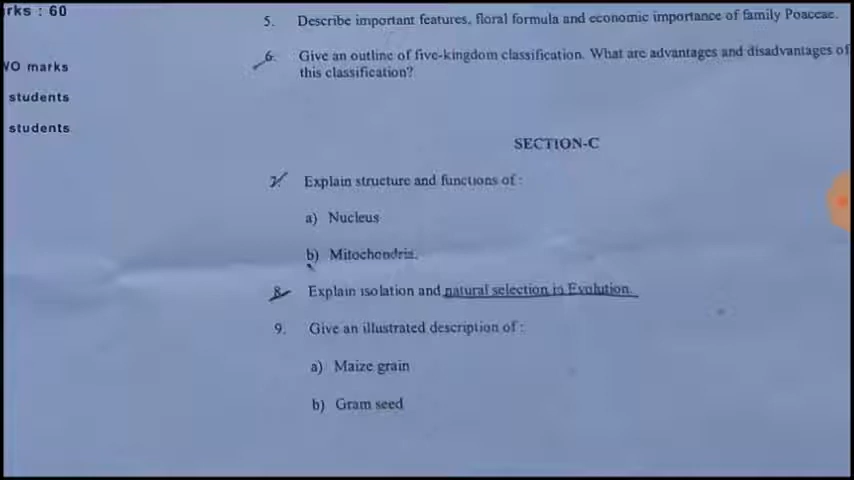 rks : 60
WO marks
students
students
5. Describe important features, floral formula and economic importance of family Poaceae.
6. Give an outline of five-kingdom classification. What are advantages and disadvantages of
this classification?
SECTION-C
7. Explain structure and functions of :
a) Nucleus
b) Mitochondria.
8. Explain isolation and natural selection in Evolution.
9. Give an illustrated description of :
a) Maize grain
b) Gram seed